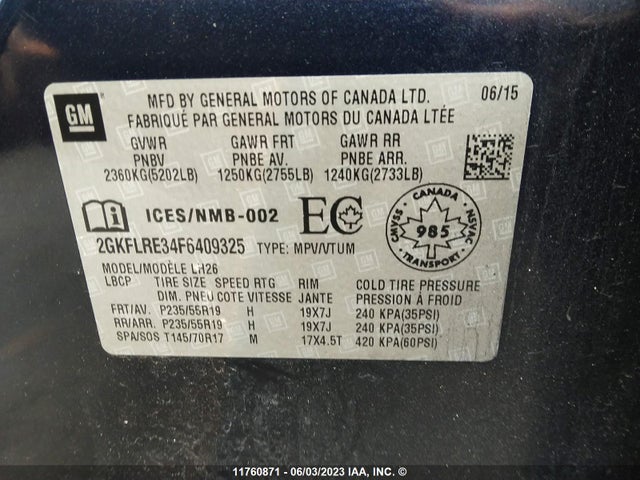 GM
MFD BY GENERAL MOTORS OF CANADA LTD. 06/15
FABRIQUÉ PAR GENERAL MOTORS DU CANADA LTÉE
GVWR GAWR FRT GAWR RR
PNBV PNBE AV. PNBE ARR.
2360KG(5202LB) 1250KG(2755LB) 1240KG(2733LB)
ICES/NMB-002 EC
CANADA
CMVSS 985 NSVAC
TRANSPORT
2GKFLRE34F6409325 TYPE: MPV/VTUM
MODEL/MODÈLE LH26
LBCP TIRE SIZE SPEED RTG RIM COLD TIRE PRESSURE
DIM. PNEU COTE VITESSE JANTE PRESSION À FROID
FRT/AV. P235/55R19 H 19X7J 240 KPA(35PSI)
RR/ARR. P235/55R19 H 19X7J 240 KPA(35PSI)
SPA/SOS T145/70R17 M 17X4.5T 420 KPA(60PSI)
11760871 - 06/03/2023 IAA, INC. ©